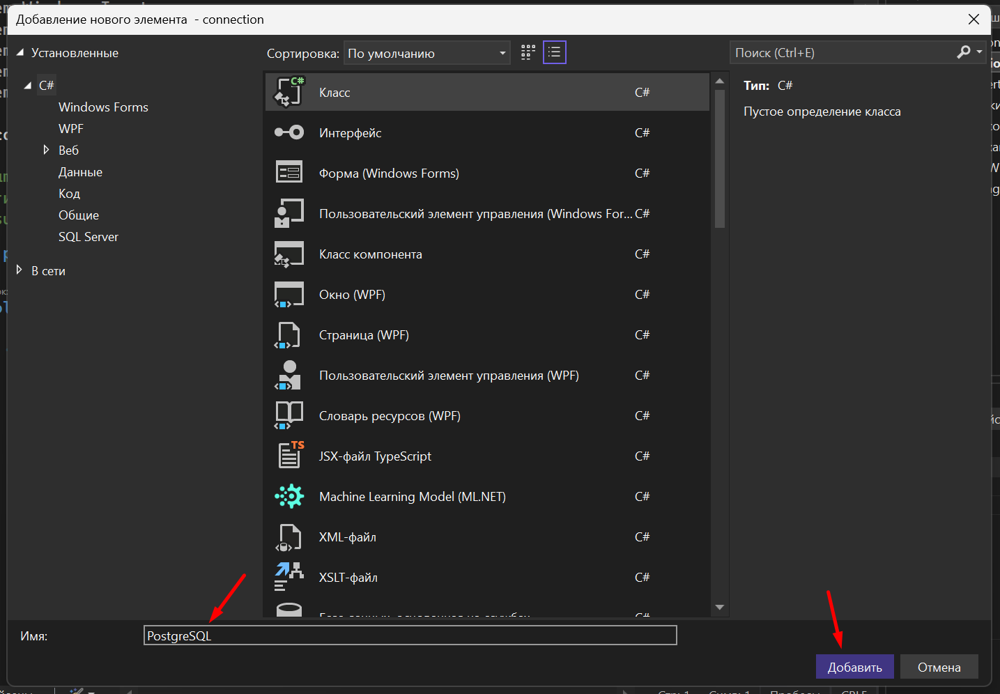 Добавление нового элемента - connection
Установленные
C#
Windows Forms
WPF
Веб
Данные
Код
Общие
SQL Server
В сети
Сортировка: По умолчанию
Класс C#
Интерфейс C#
Форма (Windows Forms) C#
Пользовательский элемент управления (Windows For... C#
Класс компонента C#
Окно (WPF) C#
Страница (WPF) C#
Пользовательский элемент управления (WPF) C#
Словарь ресурсов (WPF) C#
TS
JSX-файл TypeScript C#
Machine Learning Model (ML.NET) C#
XML-файл C#
XSLT-файл C#
Поиск (Ctrl+E)
Тип: C#
Пустое определение класса
Имя: PostgreSQL
Добавить Отмена